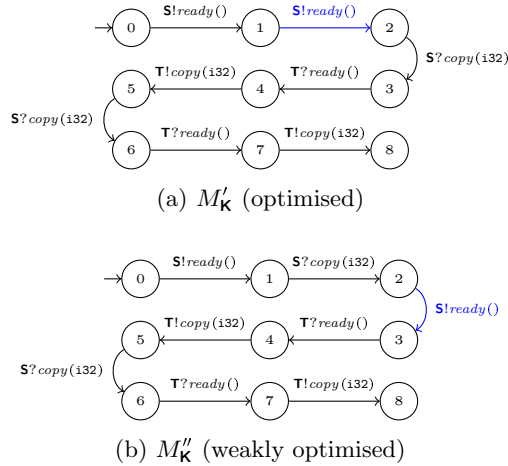 S!ready() S!ready()
0 1 2
S?copy(i32)
T!copy(i32) T?ready()
5 4 3
S?copy(i32)
T?ready() T!copy(i32)
6 7 8
(a) M′K (optimised)
S!ready() S?copy(i32)
0 1 2
S!ready()
T!copy(i32) T?ready()
5 4 3
S?copy(i32)
T?ready() T!copy(i32)
6 7 8
(b) M″K (weakly optimised)